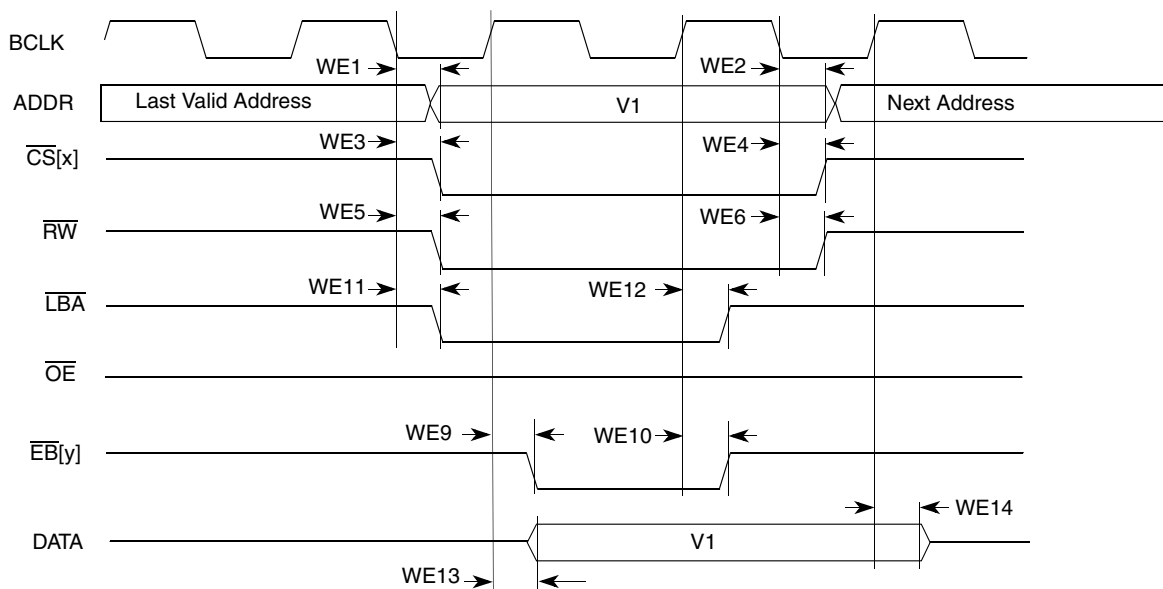 BCLK
WE1
WE2
ADDR
Last Valid Address
V1
Next Address
WE3
WE4
CS[x]
WE5
WE6
RW
WE11
WE12
LBA
OE
WE9
WE10
EB[y]
WE14
DATA
V1
WE13